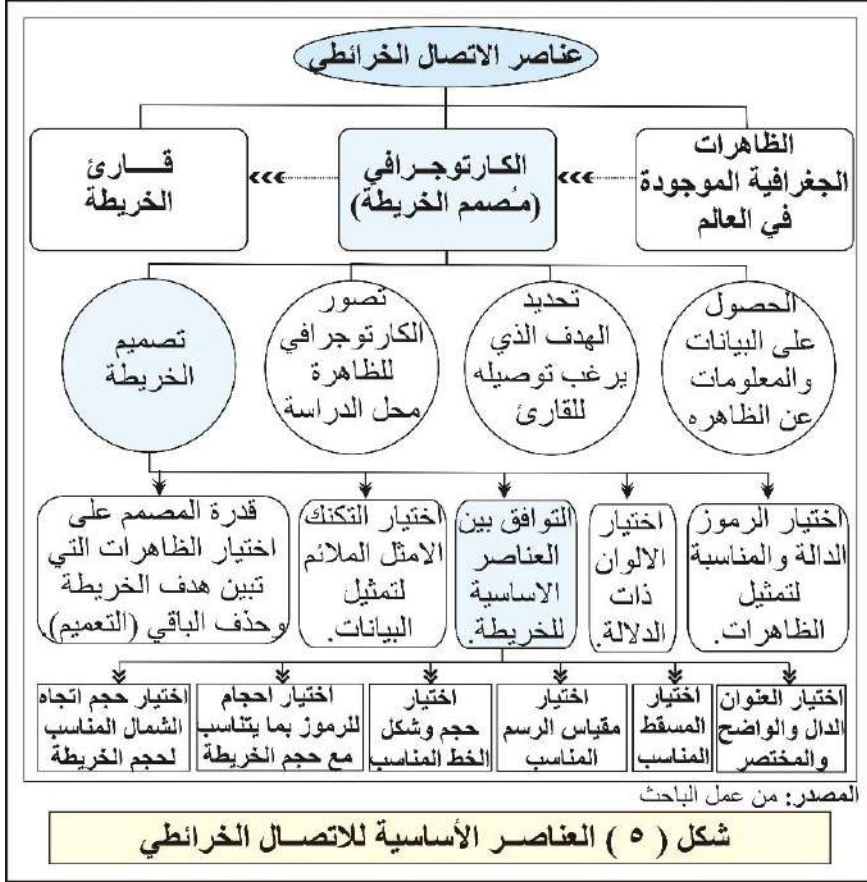 عناصر الاتصال الخرائطي
الظاهرات
الجغرافية الموجودة
في العالم
الكارتوجرافي
(مُصمم الخريطة)
قارئ
الخريطة
الحصول
على البيانات
والمعلومات
عن الظاهره
تحديد
الهدف الذي
يرغب توصيله
للقارئ
تصور
الكارتوجرافي
للظاهرة
محل الدراسة
تصميم
الخريطة
اختيار الرموز
الدالة والمناسبة
لتمثيل
الظاهرات.
اختيار
الالوان
ذات
الدلالة.
التوافق بين
العناصر
الاساسية
للخريطة.
اختيار التكنك
الامثل الملائم
لتمثيل
البيانات.
قدرة المصمم على
اختيار الظاهرات التي
تبين هدف الخريطة
وحذف الباقي (التعميم).
اختيار العنوان
الدال والواضح
والمختصر
اختيار
المسقط
المناسب
اختيار
مقياس الرسم
المناسب
اختيار
حجم وشكل
الخط المناسب
اختيار احجام
للرموز بما يتناسب
مع حجم الخريطة
اختيار حجم اتجاه
الشمال المناسب
لحجم الخريطة
المصدر: من عمل الباحث
شكل ( ٥ ) العناصر الأساسية للاتصال الخرائطي